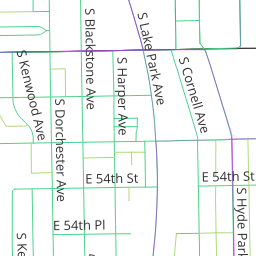 S Blackstone Ave
S Lake Park Ave
S Kenwood Ave
S Harper Ave
S Cornell Ave
S Dorchester Ave
E 54th St
E 54th St
S Hyde Park
E 54th Pl
S Ke